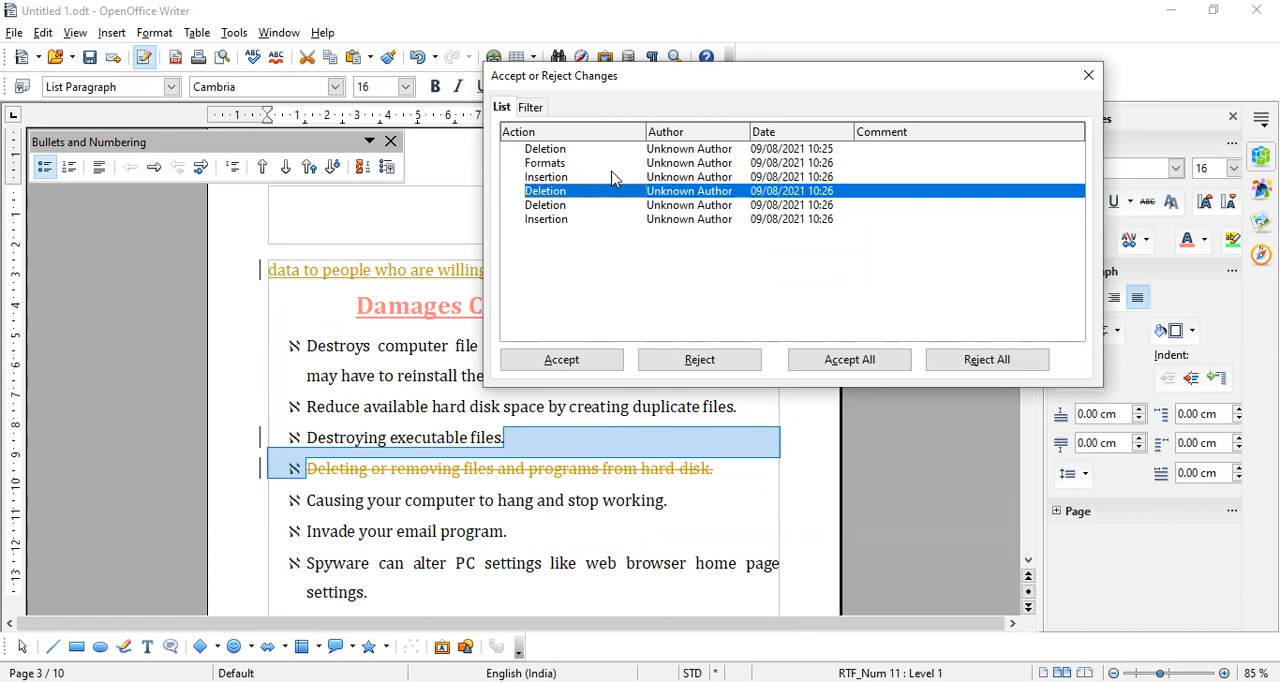 Untitled 1.odt - OpenOffice Writer
File Edit View Insert Format Table Tools Window Help
List Paragraph Cambria 16 B I U
Accept or Reject Changes
List Filter
Action Author Date Comment
Deletion Unknown Author 09/08/2021 10:25
Formats Unknown Author 09/08/2021 10:26
Insertion Unknown Author 09/08/2021 10:26
Deletion Unknown Author 09/08/2021 10:26
Deletion Unknown Author 09/08/2021 10:26
Insertion Unknown Author 09/08/2021 10:26
Accept Reject Accept All Reject All
Bullets and Numbering
data to people who are willing
Damages C
ℵ Destroys computer file
may have to reinstall the
ℵ Reduce available hard disk space by creating duplicate files.
ℵ Destroying executable files.
ℵ Deleting or removing files and programs from hard disk.
ℵ Causing your computer to hang and stop working.
ℵ Invade your email program.
ℵ Spyware can alter PC settings like web browser home page
settings.
es
16
U ABC
ph
Indent:
0.00 cm 0.00 cm
0.00 cm 0.00 cm
0.00 cm
Page
Page 3 / 10 Default English (India) STD * RTF_Num 11 : Level 1 85 %